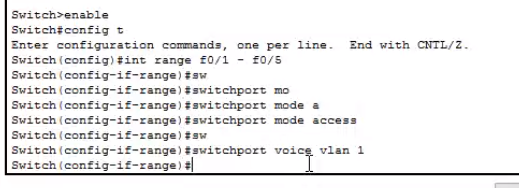 Switch>enable
Switch#config t
Enter configuration commands, one per line.  End with CNTL/Z.
Switch(config)#int range f0/1 - f0/5
Switch(config-if-range)#sw
Switch(config-if-range)#switchport mo
Switch(config-if-range)#switchport mode a
Switch(config-if-range)#switchport mode access
Switch(config-if-range)#sw
Switch(config-if-range)#switchport voice vlan 1
Switch(config-if-range)#